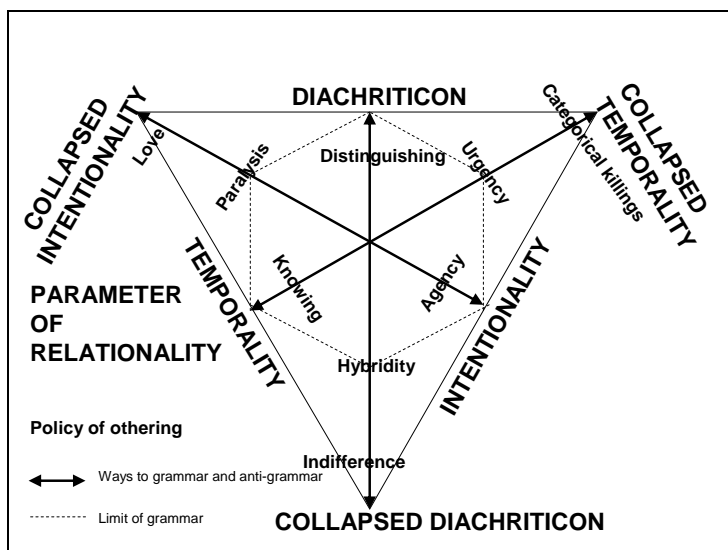 DIACHRITICON
COLLAPSED
INTENTIONALITY
COLLAPSED
TEMPORALITY
Love
Paralysis
Distinguishing
Urgency
Categorical killings
TEMPORALITY
Knowing
Agency
INTENTIONALITY
PARAMETER
OF
RELATIONALITY
Hybridity
Policy of othering
Indifference
Ways to grammar and anti-grammar
Limit of grammar
COLLAPSED DIACHRITICON